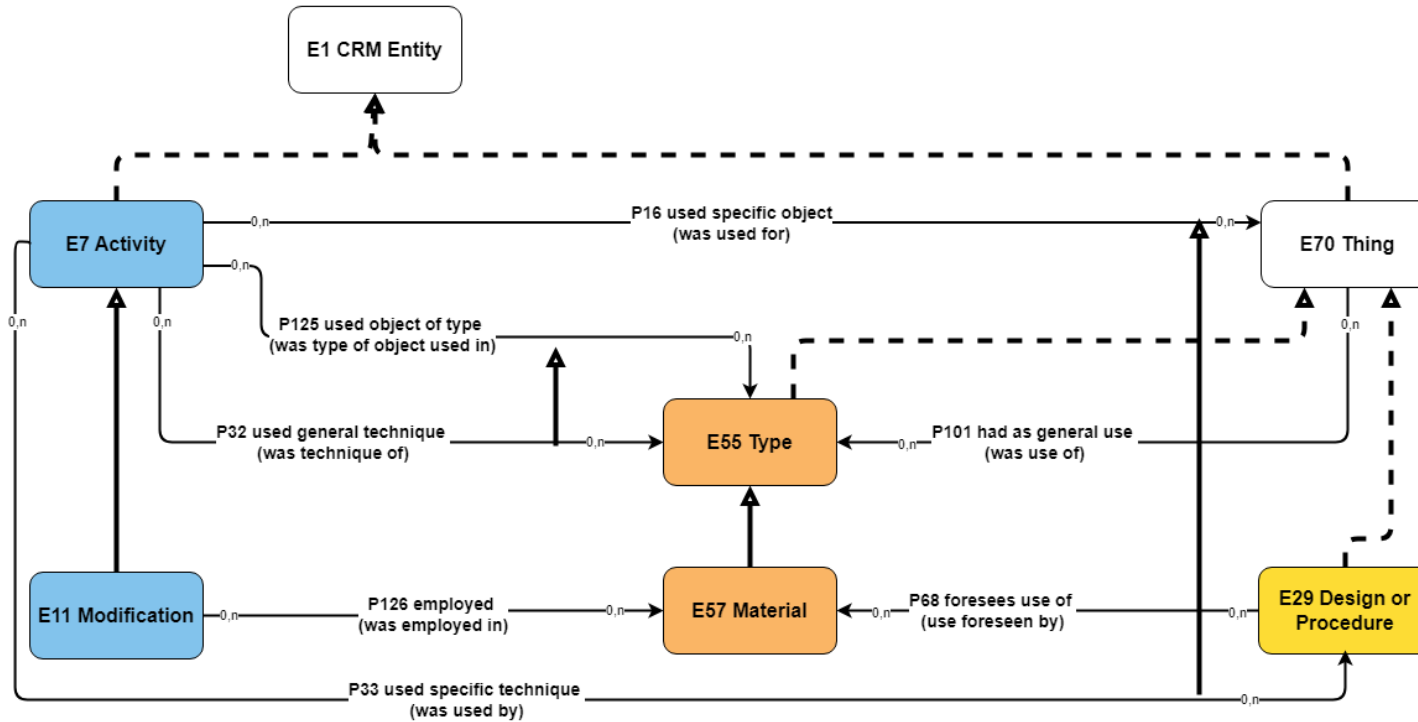 E1 CRM Entity
E7 Activity
0,n
P16 used specific object
(was used for)
0,n
E70 Thing
0,n
0,n
0,n
P125 used object of type
(was type of object used in)
0,n
0,n
P32 used general technique
(was technique of)
0,n
E55 Type
0,n
P101 had as general use
(was use of)
E11 Modification
0,n
P126 employed
(was employed in)
0,n
E57 Material
0,n
P68 foresees use of
(use foreseen by)
0,n
E29 Design or
Procedure
P33 used specific technique
(was used by)
0,n